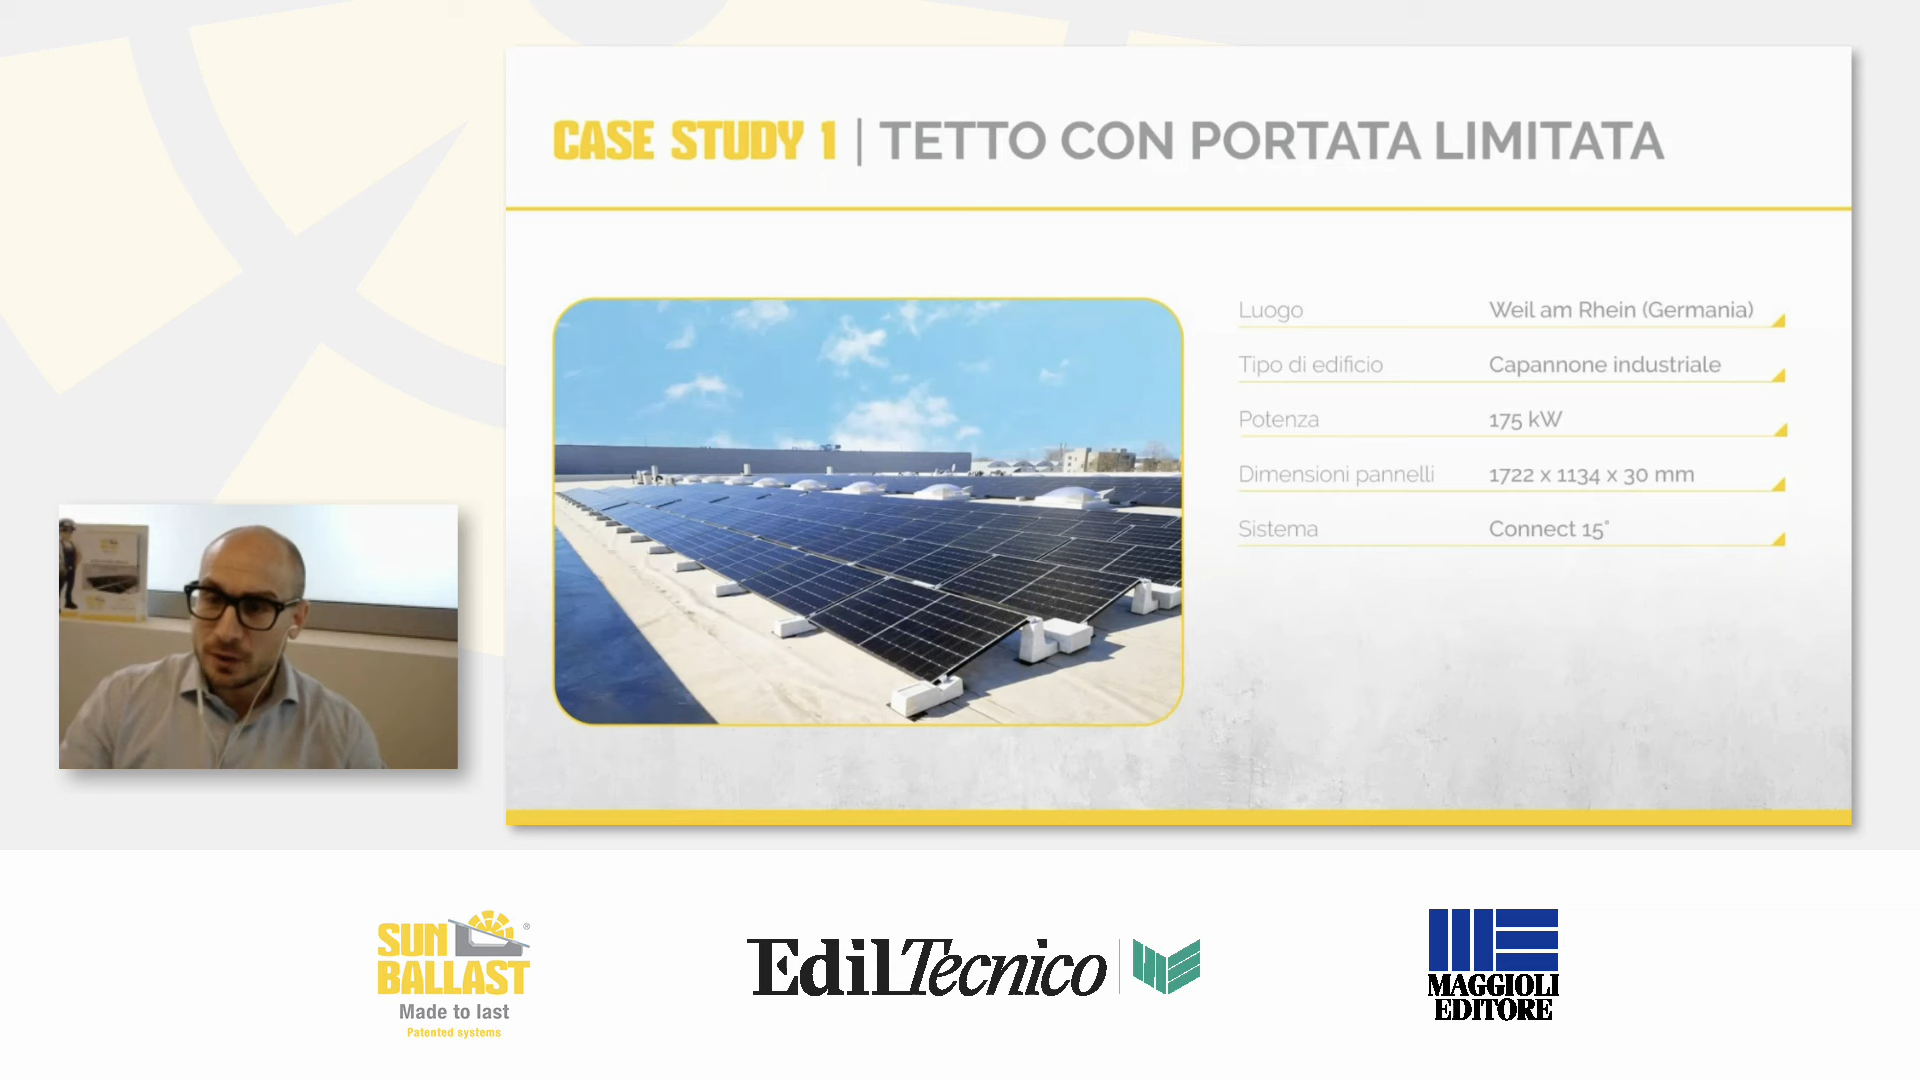 CASE STUDY 1 | TETTO CON PORTATA LIMITATA
Luogo Weil am Rhein (Germania)
Tipo di edificio Capannone industriale
Potenza 175 kW
Dimensioni pannelli 1722 x 1134 x 30 mm
Sistema Connect 15°
SUN
BALLAST
®
Made to last
Patented systems
EdilTecnico
MAGGIOLI
EDITORE